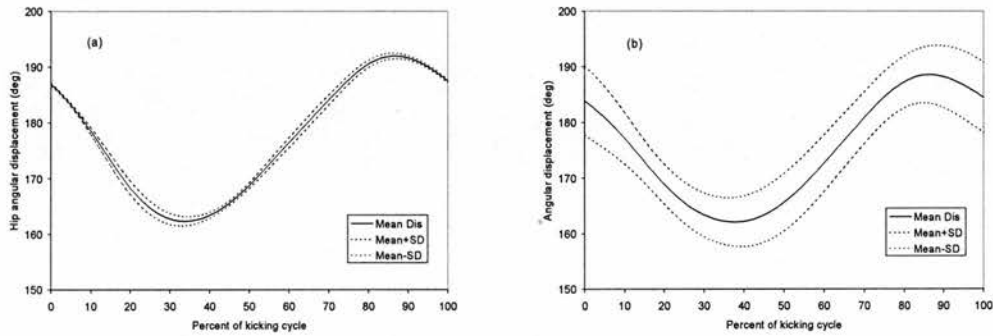 200
(a)
190
180
170
160
150
Hip angular displacement (deg)
Mean Dis
Mean+SD
Mean-SD
0 10 20 30 40 50 60 70 80 90 100
Percent of kicking cycle
200
(b)
190
180
170
160
150
Angular displacement (deg)
Mean Dis
Mean+SD
Mean-SD
0 10 20 30 40 50 60 70 80 90 100
Percent of kicking cycle